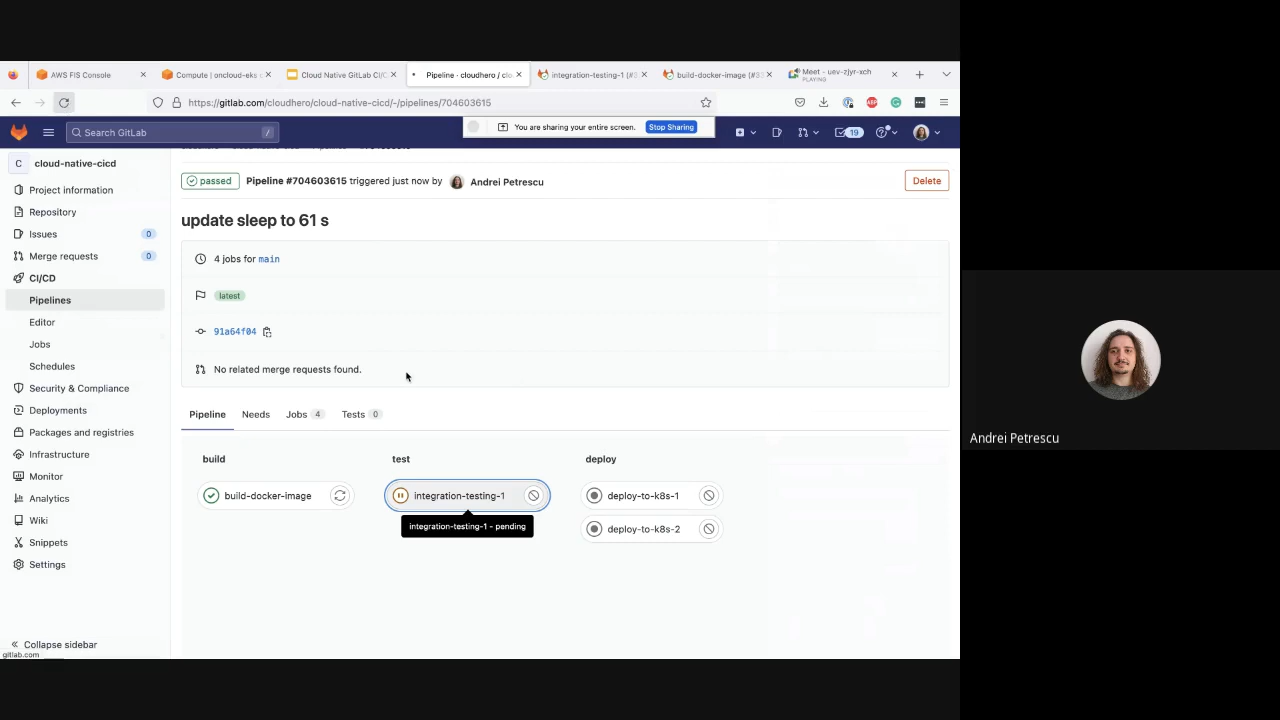 AWS FIS Console
Compute | oncloud-eks c
Cloud Native GitLab CI/C
Pipeline · cloudhero / clo
integration-testing-1 (#3
build-docker-image (#33
Meet - uev-zjyr-xch
PLAYING
https://gitlab.com/cloudhero/cloud-native-cicd/-/pipelines/704603615
ABP
Search GitLab
/
You are sharing your entire screen.
Stop Sharing
19
C
cloud-native-cicd
Project information
Repository
Issues 0
Merge requests 0
CI/CD
Pipelines
Editor
Jobs
Schedules
Security & Compliance
Deployments
Packages and registries
Infrastructure
Monitor
Analytics
Wiki
Snippets
Settings
Collapse sidebar
gitlab.com
passed
Pipeline #704603615 triggered just now by Andrei Petrescu
Delete
update sleep to 61 s
4 jobs for main
latest
91a64f04
No related merge requests found.
Pipeline
Needs
Jobs 4
Tests 0
build
test
deploy
build-docker-image
integration-testing-1
deploy-to-k8s-1
integration-testing-1 - pending
deploy-to-k8s-2
Andrei Petrescu